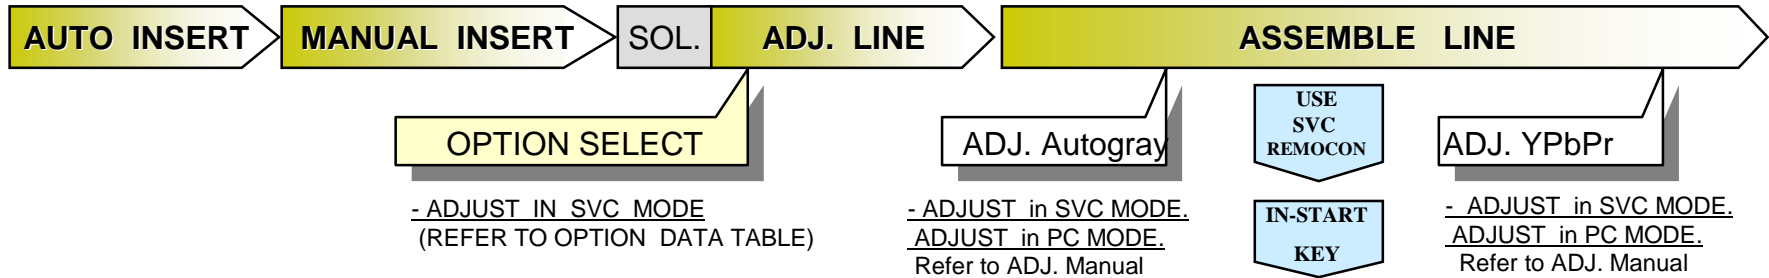 AUTO INSERT
MANUAL INSERT
SOL.
ADJ. LINE
ASSEMBLE LINE
OPTION SELECT
- ADJUST IN SVC MODE
(REFER TO OPTION DATA TABLE)
ADJ. Autogray
- ADJUST in SVC MODE.
ADJUST in PC MODE.
Refer to ADJ. Manual
USE
SVC
REMOCON
IN-START
KEY
ADJ. YPbPr
- ADJUST in SVC MODE.
ADJUST in PC MODE.
Refer to ADJ. Manual